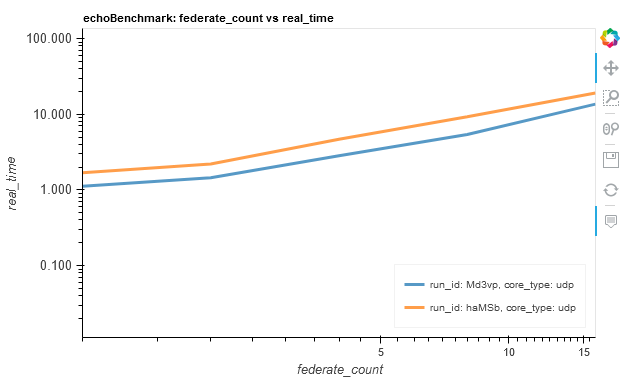 echoBenchmark: federate_count vs real_time
100.000
10.000
1.000
0.100
real_time
run_id: Md3vp, core_type: udp
run_id: haMSb, core_type: udp
5
10
15
federate_count